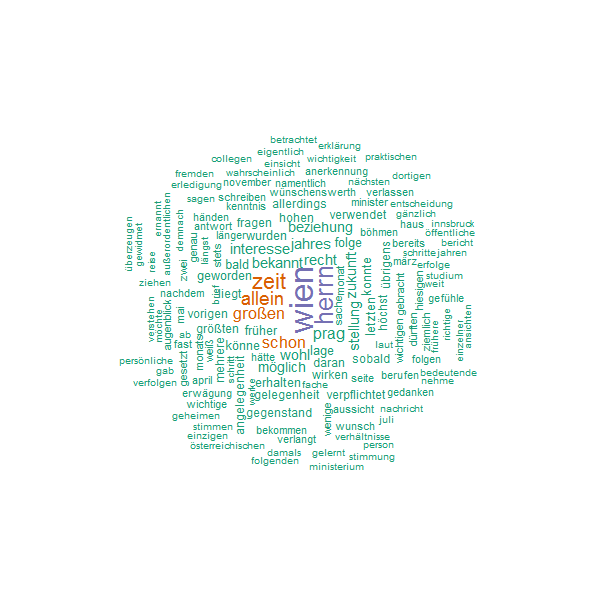 betrachtet
erklärung
eigentlich
collegen
einsicht
wichtigkeit
praktischen
fremden
wahrscheinlich
anerkennung
erledigung
november
namentlich
nächsten
sagen
schreiben
wünschenswerth
verlassen
dortigen
kenntnis
allerdings
minister
entscheidung
händen
hohen
verwendet
gänzlich
antwort
fragen
beziehung
böhmen
haus
innsbruck
öffentliche
länger
wurden
jahres
folge
bereits
bericht
interesse
schritte
jahren
überzeugen
gewidmet
reise
ernannt
außerordentlichen
demnach
zwei
genau
längst
stets
bald
bekannt
recht
zukunft
konnte
übrigens
märz
erfolge
studium
weit
ziehen
geworden
zeit
wien
herrn
monat
sache
stellung
letzten
höchst
wichtigen
gebracht
hiesigen
gefühle
nachdem
brief
liegt
allein
verstehen
möchte
augenblick
mai
vorigen
großen
dürften
ziemlich
frühere
richtige
einzelner
ansichten
größten
früher
prag
ab
fast
gesetzt
monats
weiß
könne
schon
laut
mehrere
schritt
angelegenheit
hätte
wohl
lage
sobald
folgen
persönliche
möglich
daran
gab
verfolgen
april
werke
erhalten
fache
wirken
seite
berufen
bedeutende
nehme
erwägung
gelegenheit
verpflichtet
gedanken
wichtige
geheimen
gegenstand
wenige
aussicht
nachricht
stimmen
bekommen
wunsch
juli
einzigen
verlangt
verhältnisse
österreichischen
damals
gelernt
person
folgenden
stimmung
ministerium